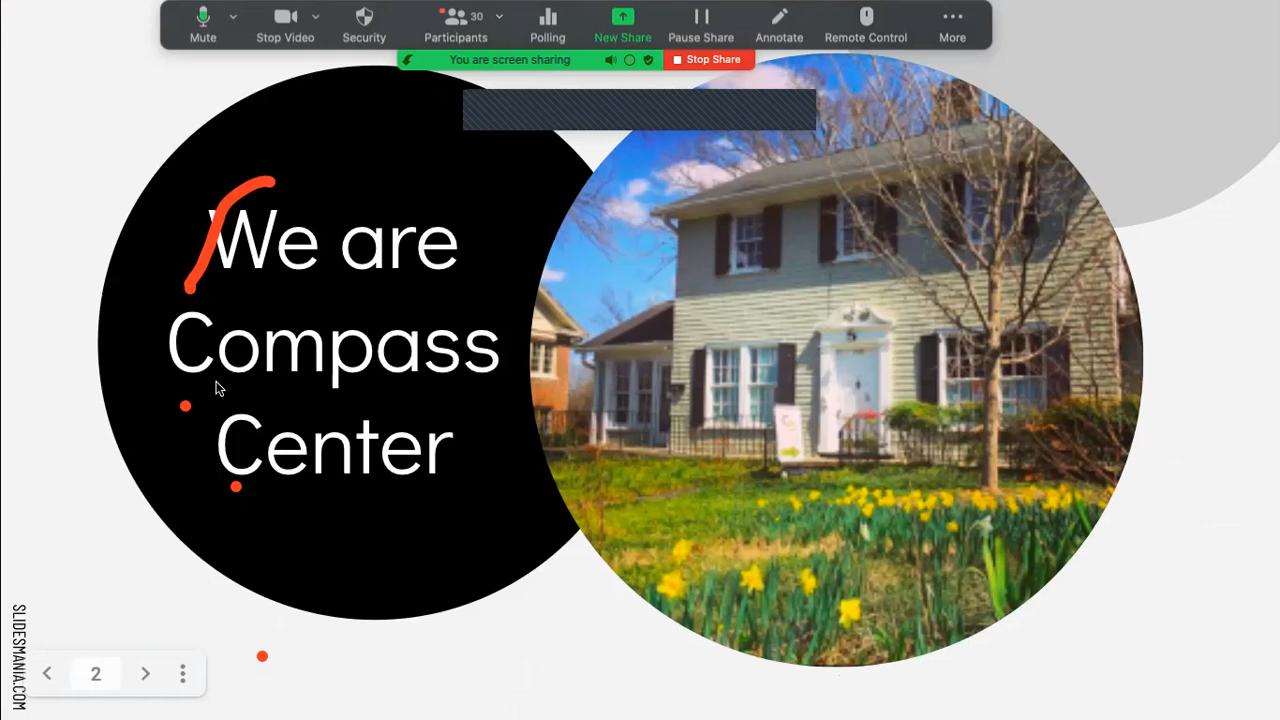 Mute
Stop Video
Security
Participants
30
Polling
New Share
Pause Share
Annotate
Remote Control
More
You are screen sharing
Stop Share
We are
Compass
Center
2
SLIDESMANIA.COM